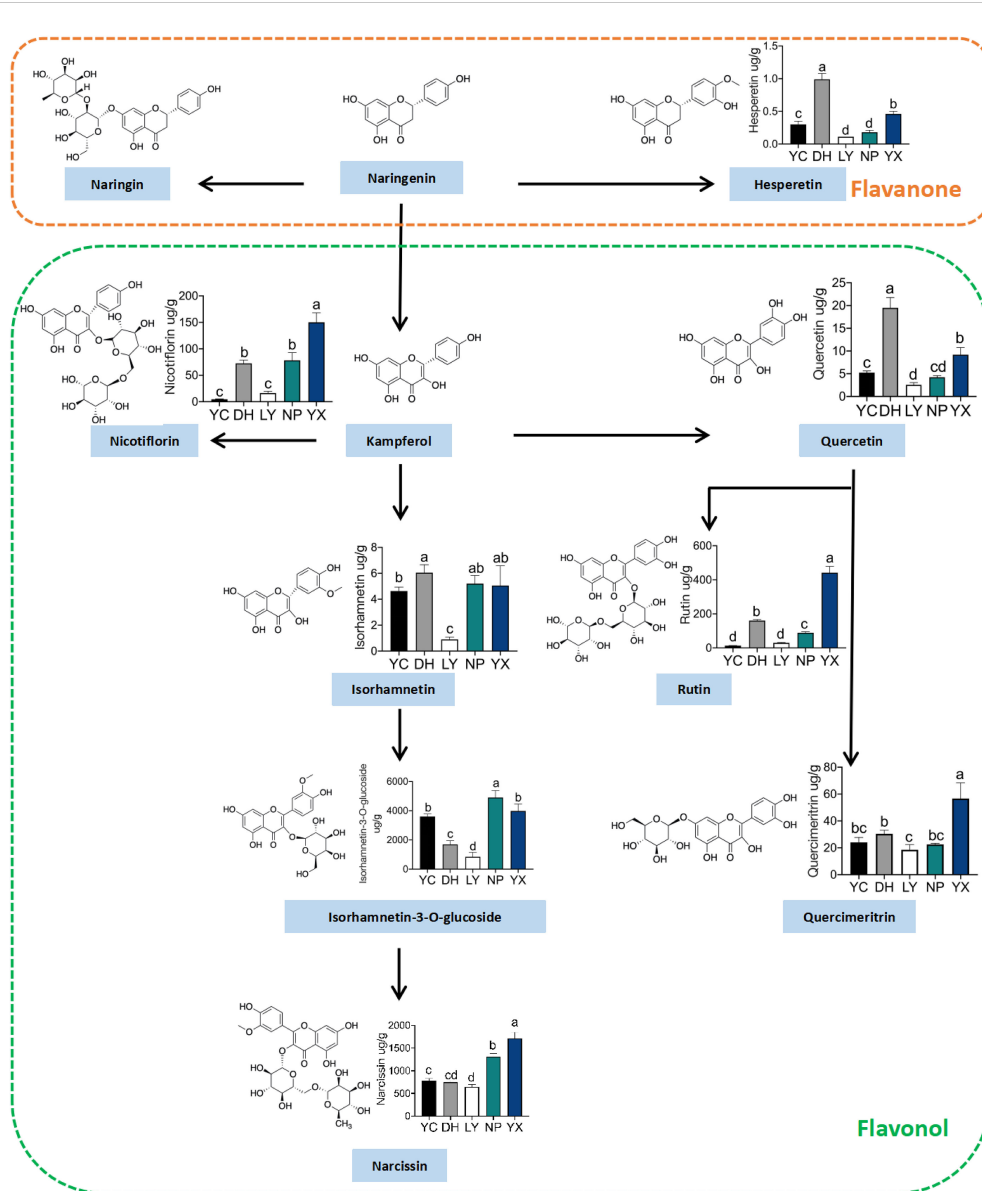 Naringin
Naringenin
Hesperetin
Flavanone
Hesperetin ug/g
1.5
1.0
0.5
0.0
c
a
d
d
b
YC DH LY NP YX
Nicotiflorin ug/g
200
150
100
50
0
c
b
c
b
a
YC DH LY NP YX
Nicotiflorin
Kampferol
Quercetin ug/g
25
20
15
10
5
0
c
a
d
cd
b
YC DH LY NP YX
Quercetin
Isorhamnetin ug/g
8
6
4
2
0
b
a
c
ab
ab
YC DH LY NP YX
Isorhamnetin
Rutin ug/g
600
400
200
0
d
b
d
c
a
YC DH LY NP YX
Rutin
Isorhamnetin-3-O-glucoside
ug/g
6000
4000
2000
0
b
c
d
a
b
YC DH LY NP YX
Isorhamnetin-3-O-glucoside
Quercimeritrin ug/g
80
60
40
20
0
bc
b
c
bc
a
YC DH LY NP YX
Quercimeritrin
Narcissin ug/g
2000
1500
1000
500
0
c
cd
d
b
a
YC DH LY NP YX
Narcissin
Flavonol